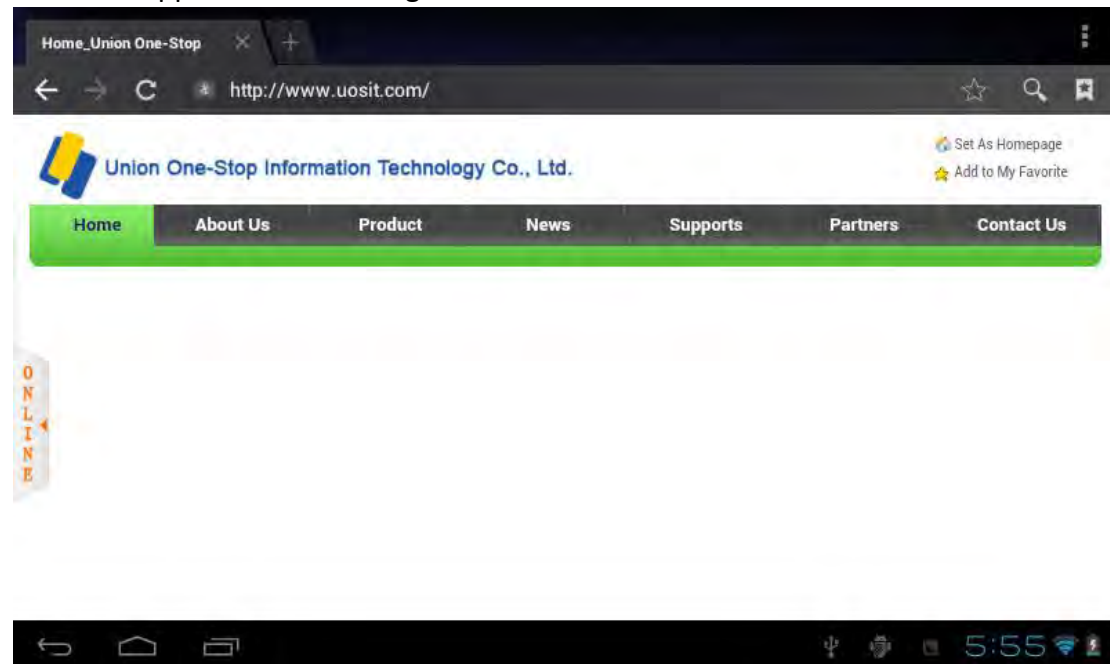 Home_Union One-Stop
http://www.uosit.com/
Set As Homepage
Union One-Stop Information Technology Co., Ltd.
Add to My Favorite
Home About Us Product News Supports Partners Contact Us
ONLINE
5:55